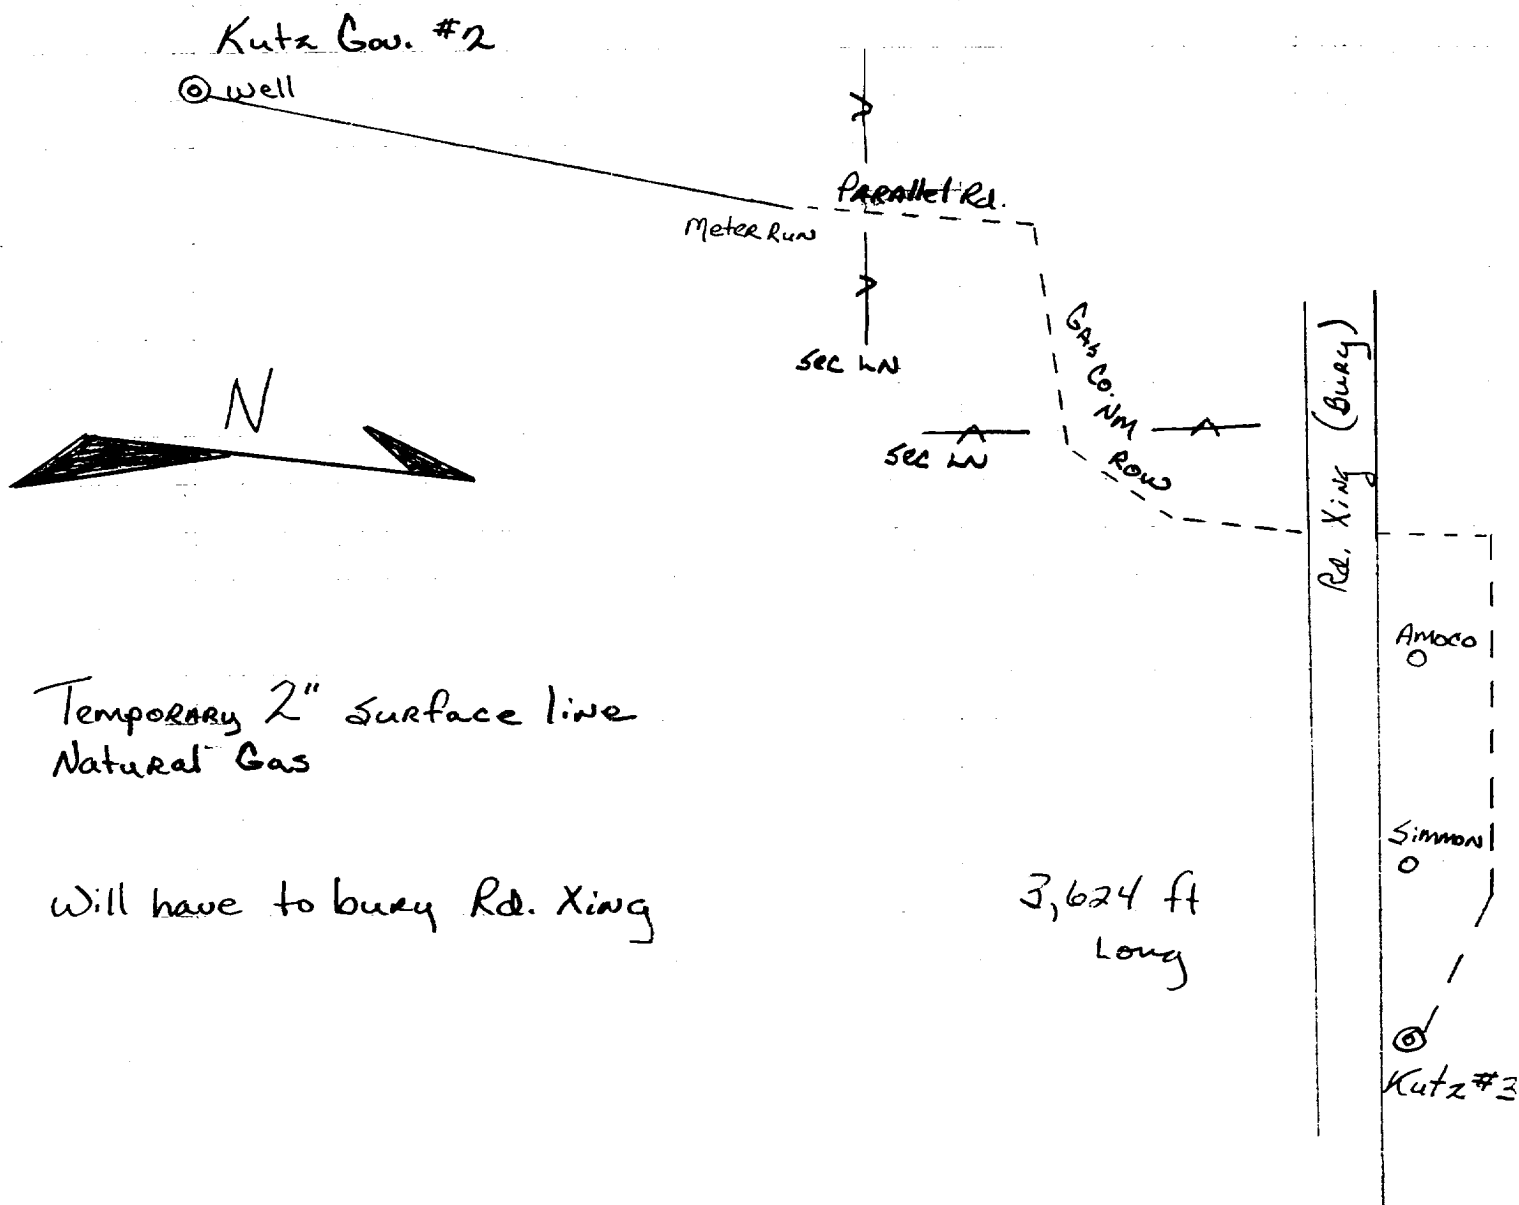 Kutz Gov. #2
well
PARAllel Rd.
Meter Run
Sec LN
Gas Co. NM
ROW
Sec LN
N
Rd. Xing (Bury)
Amoco
Temporary 2" surface line
Natural Gas
Simmon
Will have to bury Rd. Xing
3,624 ft
Long
Kutz #3